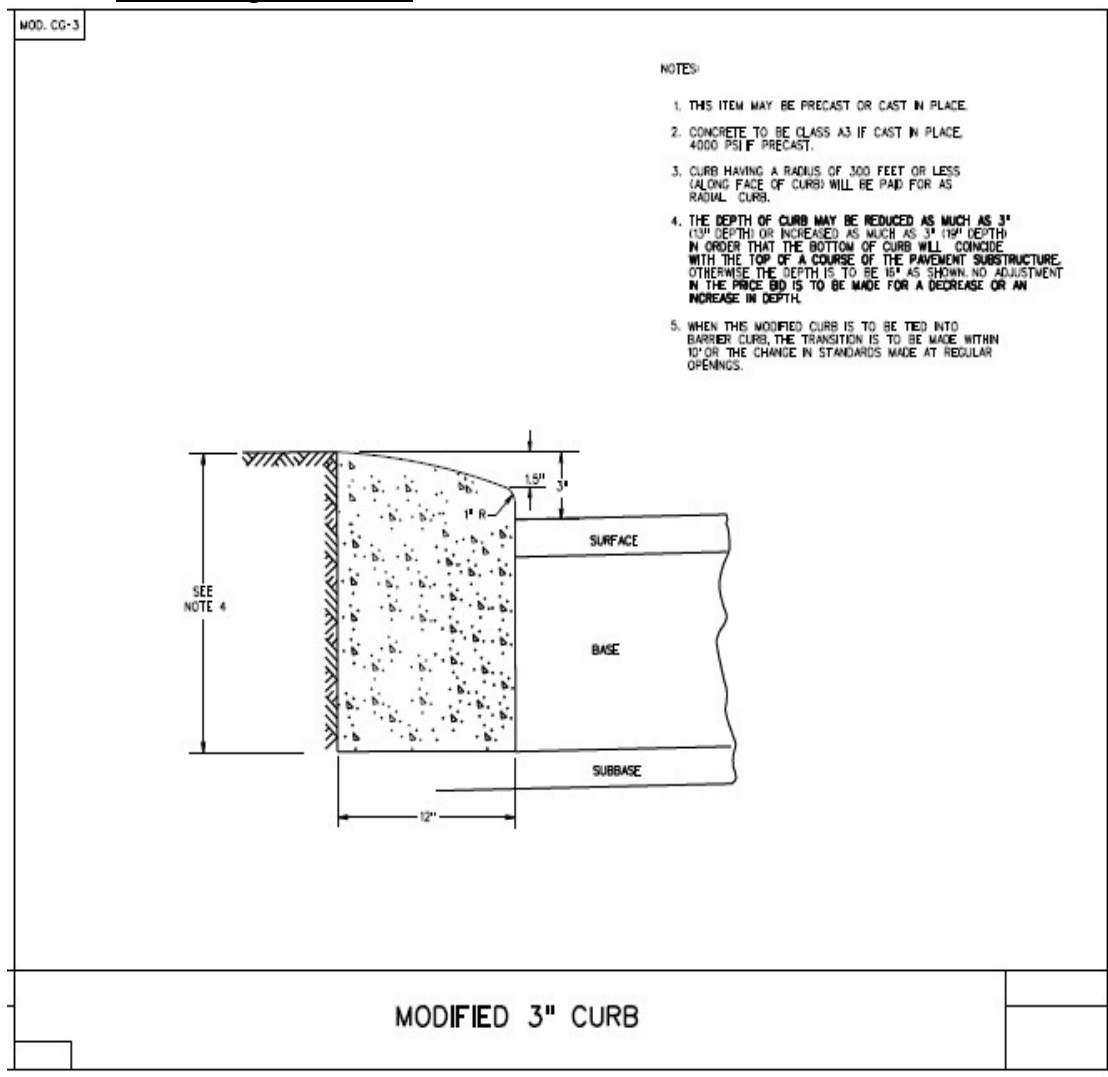 MOD. CG-3
NOTES:
1. THIS ITEM MAY BE PRECAST OR CAST IN PLACE.
2. CONCRETE TO BE CLASS A3 IF CAST IN PLACE,
4000 PSI IF PRECAST.
3. CURB HAVING A RADIUS OF 300 FEET OR LESS
(ALONG FACE OF CURB) WILL BE PAID FOR AS
RADIAL CURB.
4. THE DEPTH OF CURB MAY BE REDUCED AS MUCH AS 3"
(13" DEPTH) OR INCREASED AS MUCH AS 3" (19" DEPTH)
IN ORDER THAT THE BOTTOM OF CURB WILL COINCIDE
WITH THE TOP OF A COURSE OF THE PAVEMENT SUBSTRUCTURE.
OTHERWISE THE DEPTH IS TO BE 16" AS SHOWN. NO ADJUSTMENT
IN THE PRICE BID IS TO BE MADE FOR A DECREASE OR AN
INCREASE IN DEPTH.
5. WHEN THIS MODIFIED CURB IS TO BE TIED INTO
BARRIER CURB, THE TRANSITION IS TO BE MADE WITHIN
10' OR THE CHANGE IN STANDARDS MADE AT REGULAR
OPENINGS.
1.5"
3"
1" R
SURFACE
SEE
NOTE 4
BASE
SUBBASE
12"
MODIFIED 3" CURB